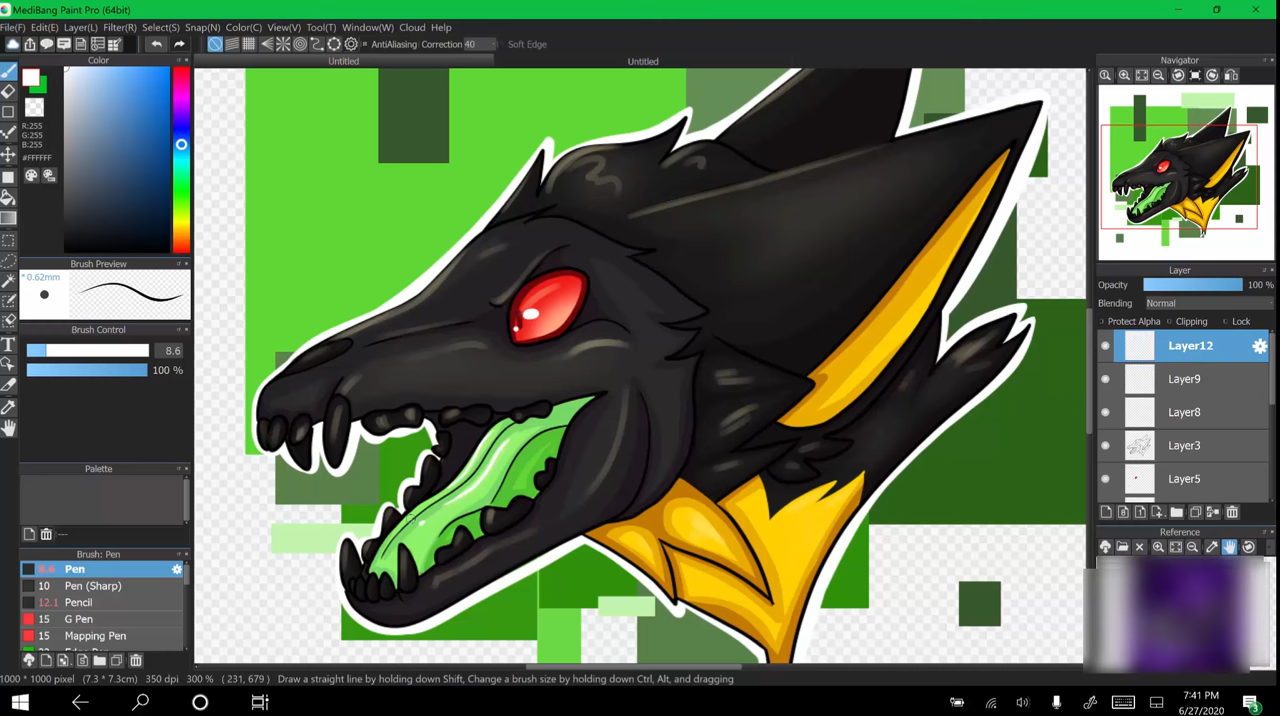 MediBang Paint Pro (64bit)
File(F) Edit(E) Layer(L) Filter(R) Select(S) Snap(N) Color(C) View(V) Tool(T) Window(W) Cloud Help
AntiAliasing Correction 40 Soft Edge
Color
Untitled
Untitled
Navigator
R:255
G:255
B:255
#FFFFFF
Brush Preview
*0.62mm
Layer
Opacity 100 %
Blending Normal
Protect Alpha Clipping Lock
Brush Control
8.6
100 %
Layer12
Layer9
Layer8
Layer3
Layer5
Palette
---
Reference
Brush: Pen
8.6 Pen
10 Pen (Sharp)
12.1 Pencil
15 G Pen
15 Mapping Pen
1000 * 1000 pixel (7.3 * 7.3cm) 350 dpi 300 % (231, 679) Draw a straight line by holding down Shift, Change a brush size by holding down Ctrl, Alt, and dragging
7:41 PM
6/27/2020
3